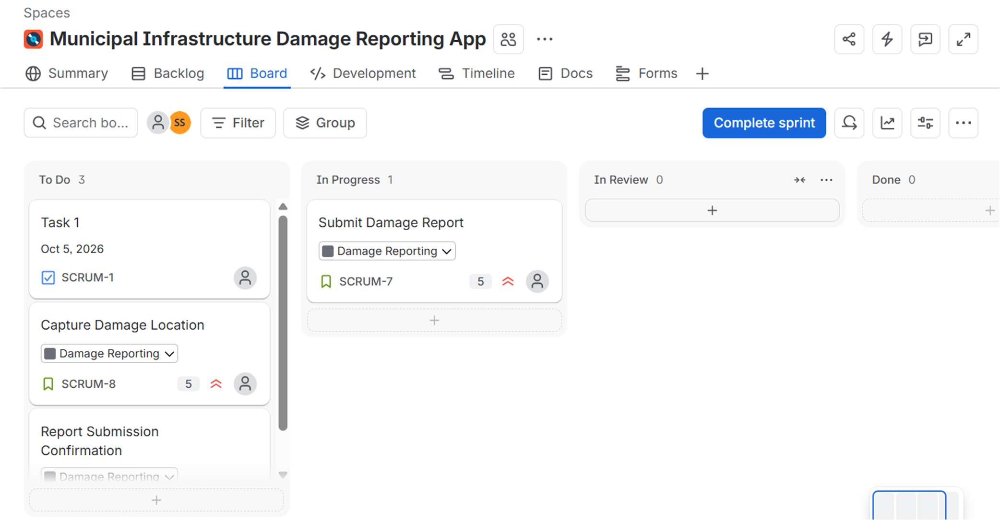 Spaces
Municipal Infrastructure Damage Reporting App
Summary Backlog Board Development Timeline Docs Forms
Search bo... SS Filter Group Complete sprint
To Do 3
Task 1
Oct 5, 2026
SCRUM-1
Capture Damage Location
Damage Reporting
SCRUM-8 5
Report Submission
Confirmation
Damage Reporting
In Progress 1
Submit Damage Report
Damage Reporting
SCRUM-7 5
In Review 0
Done 0